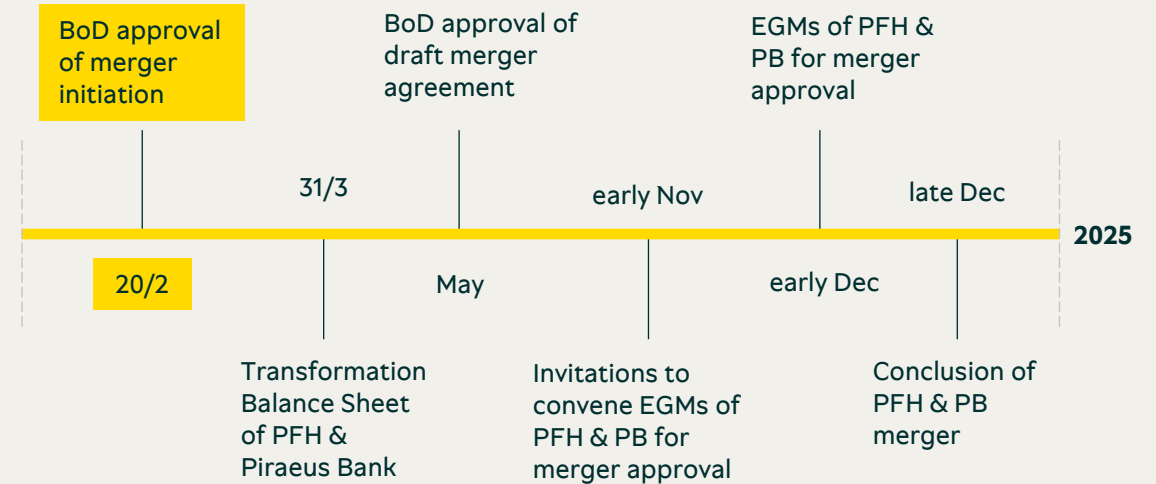 BoD approval
of merger
initiation
BoD approval of
draft merger
agreement
EGMs of PFH &
PB for merger
approval
31/3
early Nov
late Dec
2025
20/2
May
early Dec
Transformation
Balance Sheet
of PFH &
Piraeus Bank
Invitations to
convene EGMs of
PFH & PB for
merger approval
Conclusion of
PFH & PB
merger